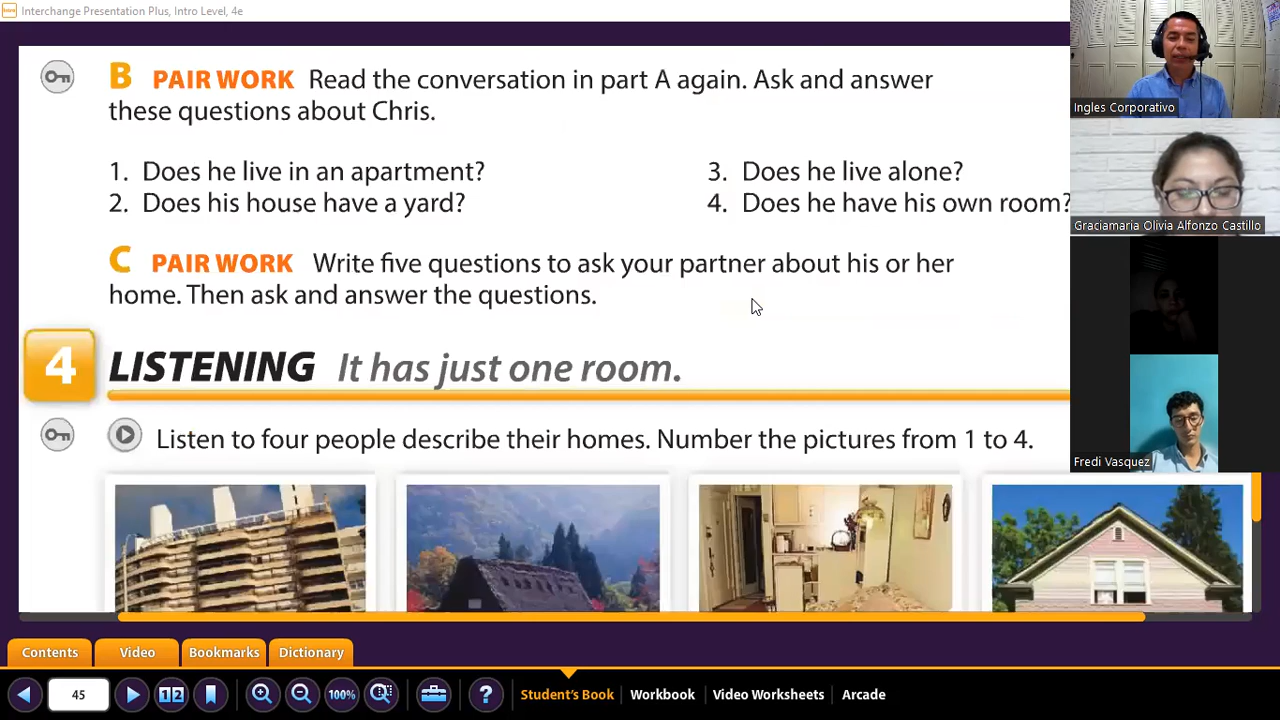 Interchange Presentation Plus, Intro Level, 4e
B PAIR WORK Read the conversation in part A again. Ask and answer
these questions about Chris.
1. Does he live in an apartment?
2. Does his house have a yard?
3. Does he live alone?
4. Does he have his own room?
C PAIR WORK Write five questions to ask your partner about his or her
home. Then ask and answer the questions.
4 LISTENING It has just one room.
Listen to four people describe their homes. Number the pictures from 1 to 4.
Ingles Corporativo
Graciamaria Olivia Alfonzo Castillo
Fredi Vasquez
Contents Video Bookmarks Dictionary
45 12 100% ? Student's Book Workbook Video Worksheets Arcade